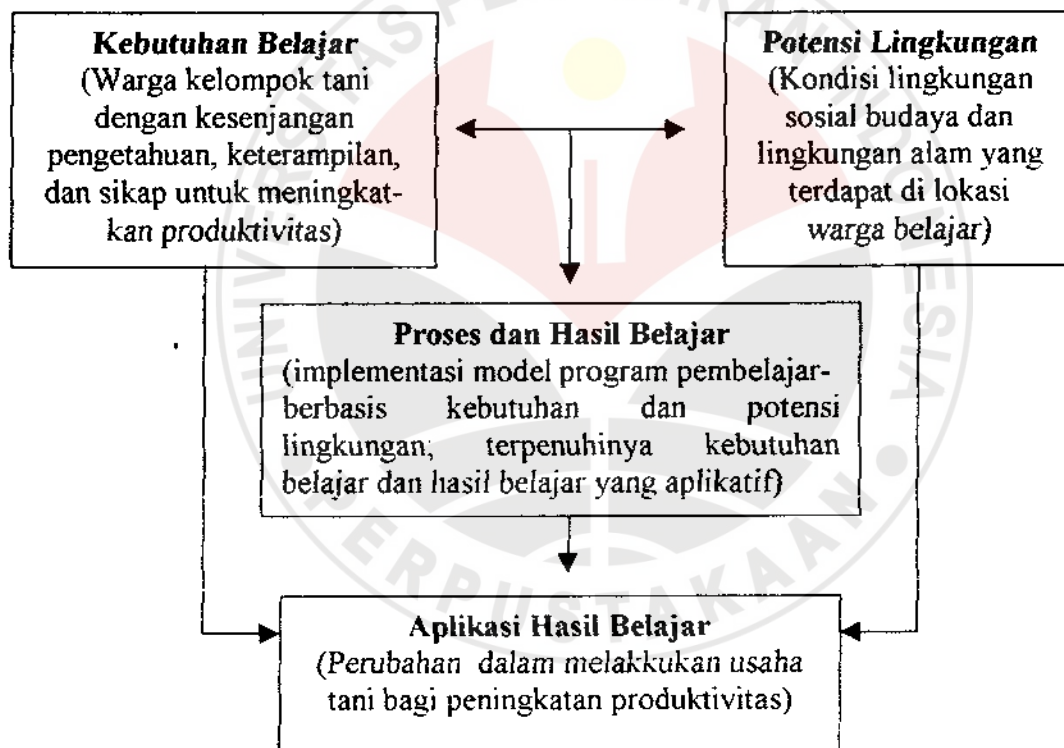 Kebutuhan Belajar
(Warga kelompok tani
dengan kesenjangan
pengetahuan, keterampilan,
dan sikap untuk meningkat-
kan produktivitas)
Potensi Lingkungan
(Kondisi lingkungan
sosial budaya dan
lingkungan alam yang
terdapat di lokasi
warga belajar)
Proses dan Hasil Belajar
(implementasi model program pembelajar-
berbasis kebutuhan dan potensi
lingkungan; terpenuhinya kebutuhan
belajar dan hasil belajar yang aplikatif)
Aplikasi Hasil Belajar
(Perubahan dalam melakkukan usaha
tani bagi peningkatan produktivitas)
PERPUSTAKAAN